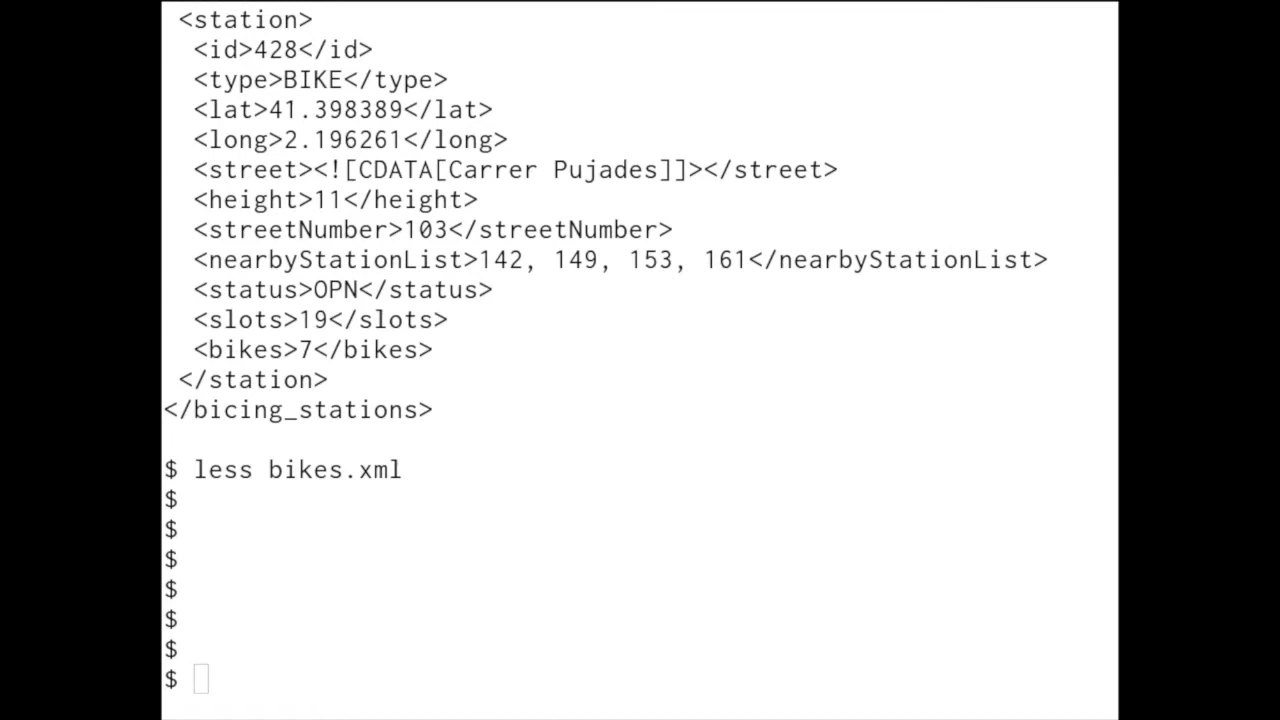 <station>
<id>428</id>
<type>BIKE</type>
<lat>41.398389</lat>
<long>2.196261</long>
<street><![CDATA[Carrer Pujades]]></street>
<height>11</height>
<streetNumber>103</streetNumber>
<nearbyStationList>142, 149, 153, 161</nearbyStationList>
<status>OPN</status>
<slots>19</slots>
<bikes>7</bikes>
</station>
</bicing_stations>
$ less bikes.xml
$
$
$
$
$
$
$